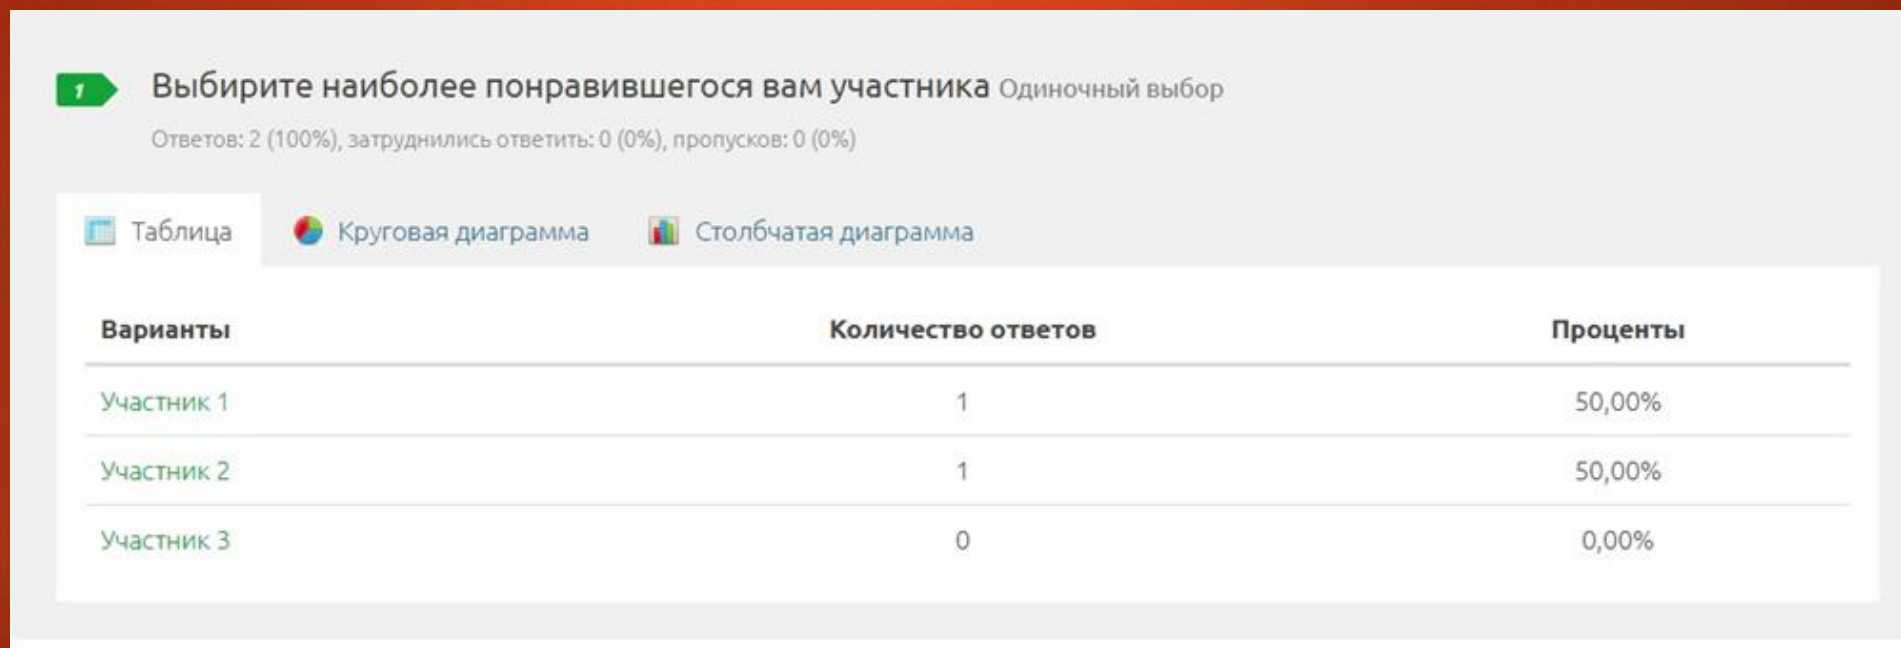 1
Выбирите наиболее понравившегося вам участника Одиночный выбор
Ответов: 2 (100%), затруднились ответить: 0 (0%), пропусков: 0 (0%)
Таблица Круговая диаграмма Столбчатая диаграмма
Варианты Количество ответов Проценты
Участник 1 1 50,00%
Участник 2 1 50,00%
Участник 3 0 0,00%